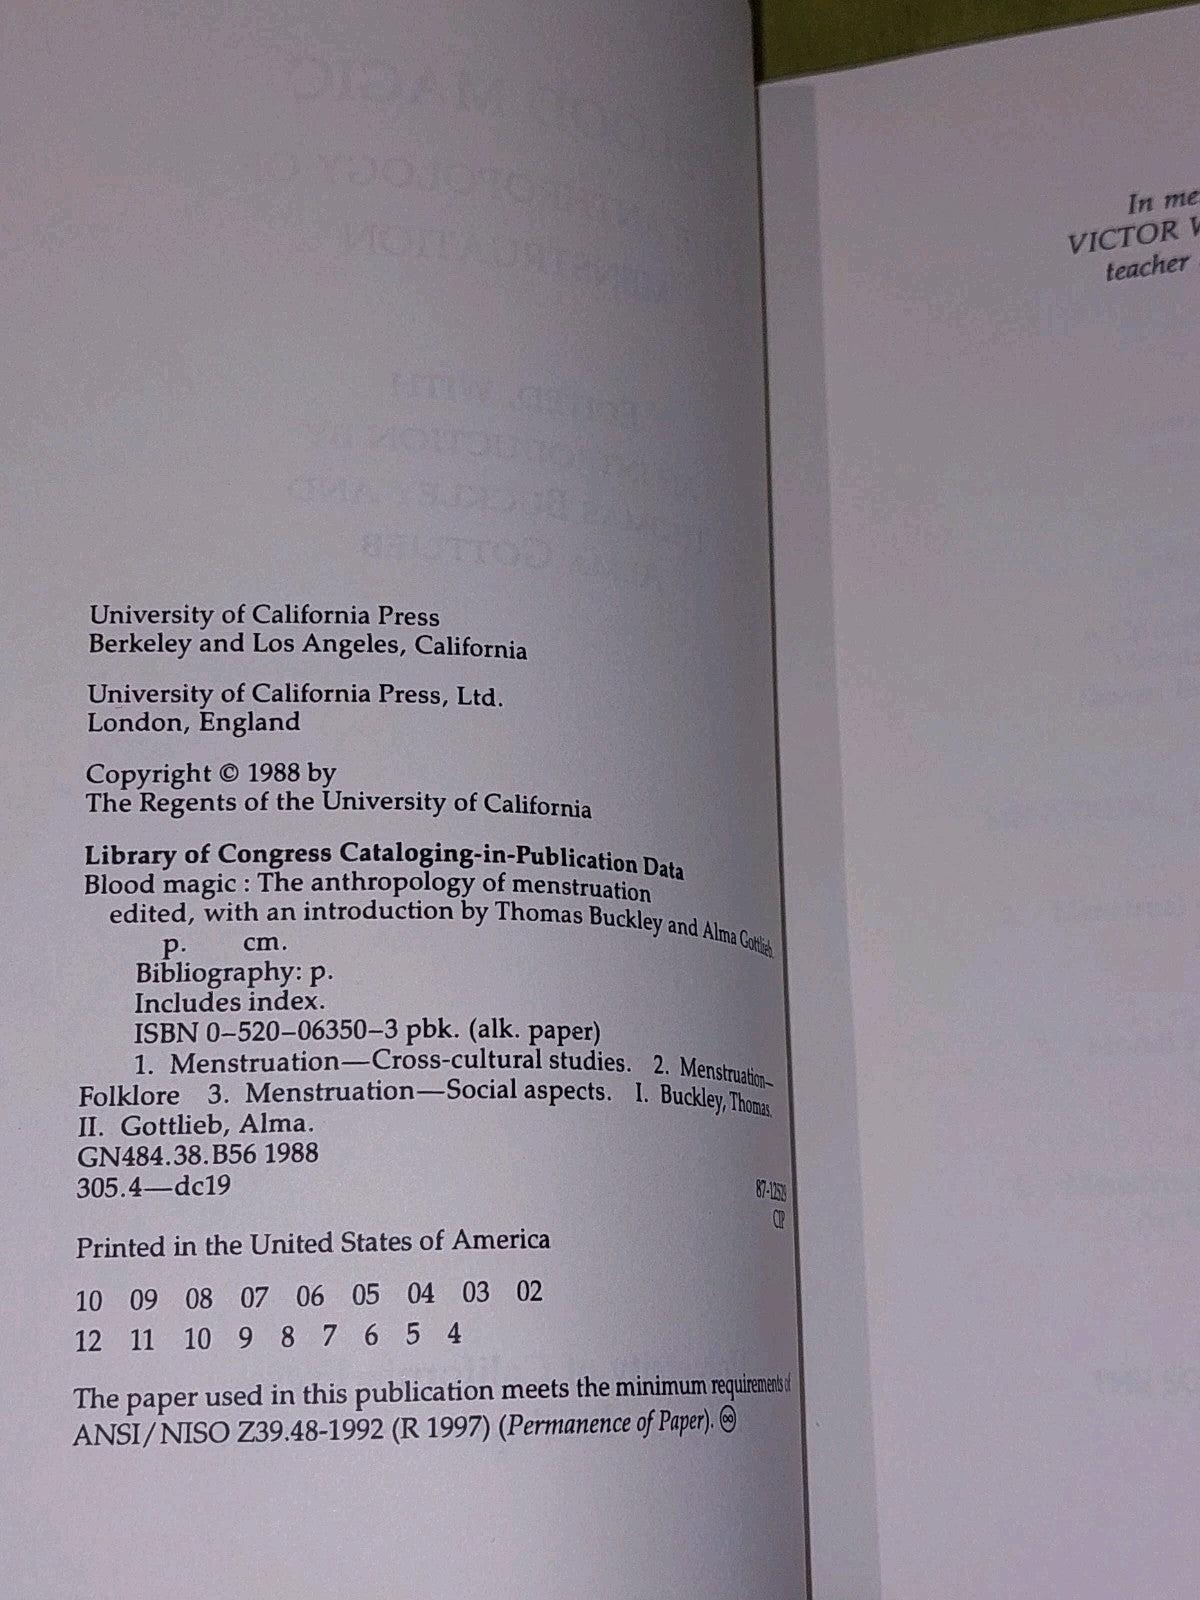 University of California Press
Berkeley and Los Angeles, California
University of California Press, Ltd.
London, England
Copyright © 1988 by
The Regents of the University of California
Library of Congress Cataloging-in-Publication Data
Blood magic : The anthropology of menstruation
edited, with an introduction by Thomas Buckley and Alma Gottlieb.
p. cm.
Bibliography: p.
Includes index.
ISBN 0–520–06350–3 pbk. (alk. paper)
1. Menstruation—Cross-cultural studies. 2. Menstruation–
Folklore 3. Menstruation—Social aspects. I. Buckley, Thomas.
II. Gottlieb, Alma.
GN484.38.B56 1988
305.4—dc19
CIP
Printed in the United States of America
10 09 08 07 06 05 04 03 02
12 11 10 9 8 7 6 5 4
The paper used in this publication meets the minimum requirements of
ANSI/NISO Z39.48-1992 (R 1997) (Permanence of Paper). ♾
In me
VICTOR
teacher